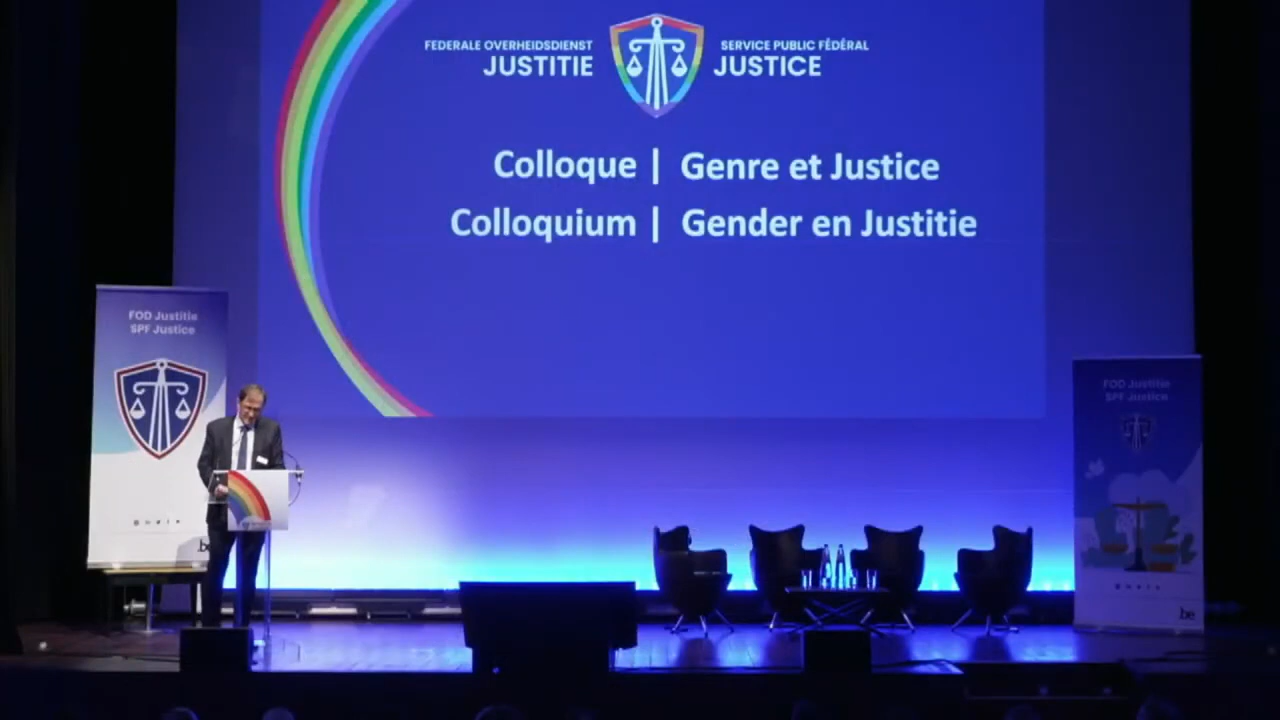 FEDERALE OVERHEIDSDIENST
JUSTITIE
SERVICE PUBLIC FÉDÉRAL
JUSTICE
Colloque | Genre et Justice
Colloquium | Gender en Justitie
FOD Justitie
SPF Justice
.be
FOD Justitie
SPF Justice
.be